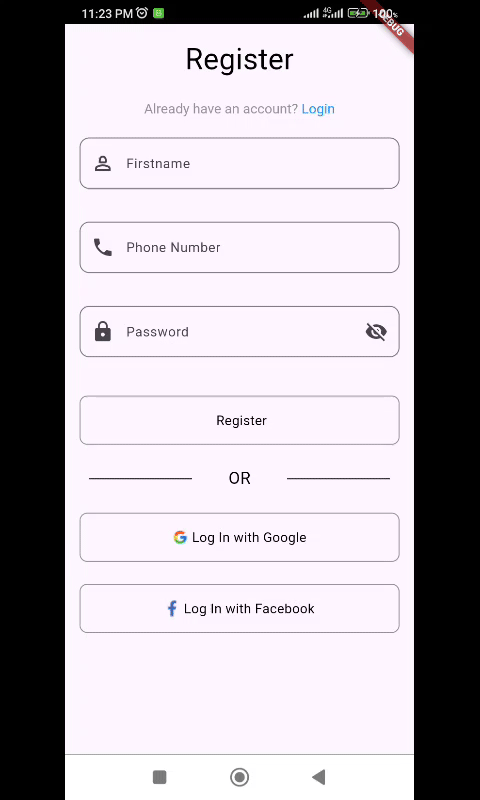 11:23 PM 4G 100%
DEBUG
Register
Already have an account? Login
Firstname
Phone Number
Password
Register
OR
Log In with Google
Log In with Facebook